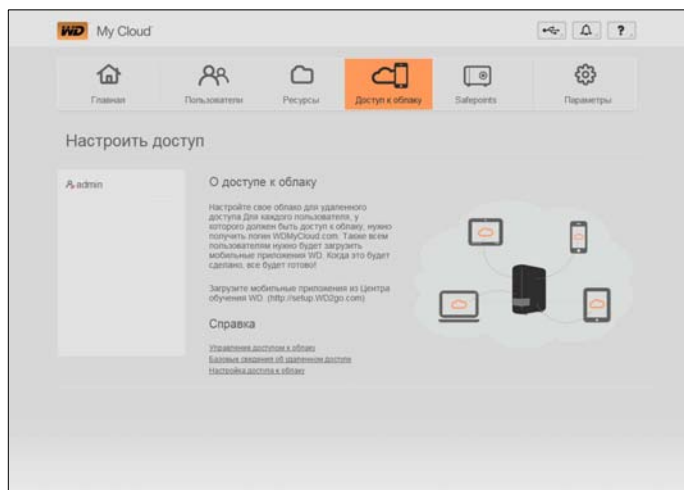 WD My Cloud
?
Главная
Пользователи
Ресурсы
Доступ к облаку
Safepoints
Параметры
Настроить доступ
admin
О доступе к облаку
Настройте свое облако для удаленного
доступа Для каждого пользователя, у
которого должен быть доступ к облаку, нужно
получить логин WDMyCloud.com. Также всем
пользователям нужно будет загрузить
мобильные приложения WD. Когда это будет
сделано, все будет готово!
Загрузите мобильные приложения из Центра
обучения WD. (http://setup.WD2go.com)
Справка
Управление доступом к облаку
Базовые сведения об удаленном доступе
Настройка доступа к облаку